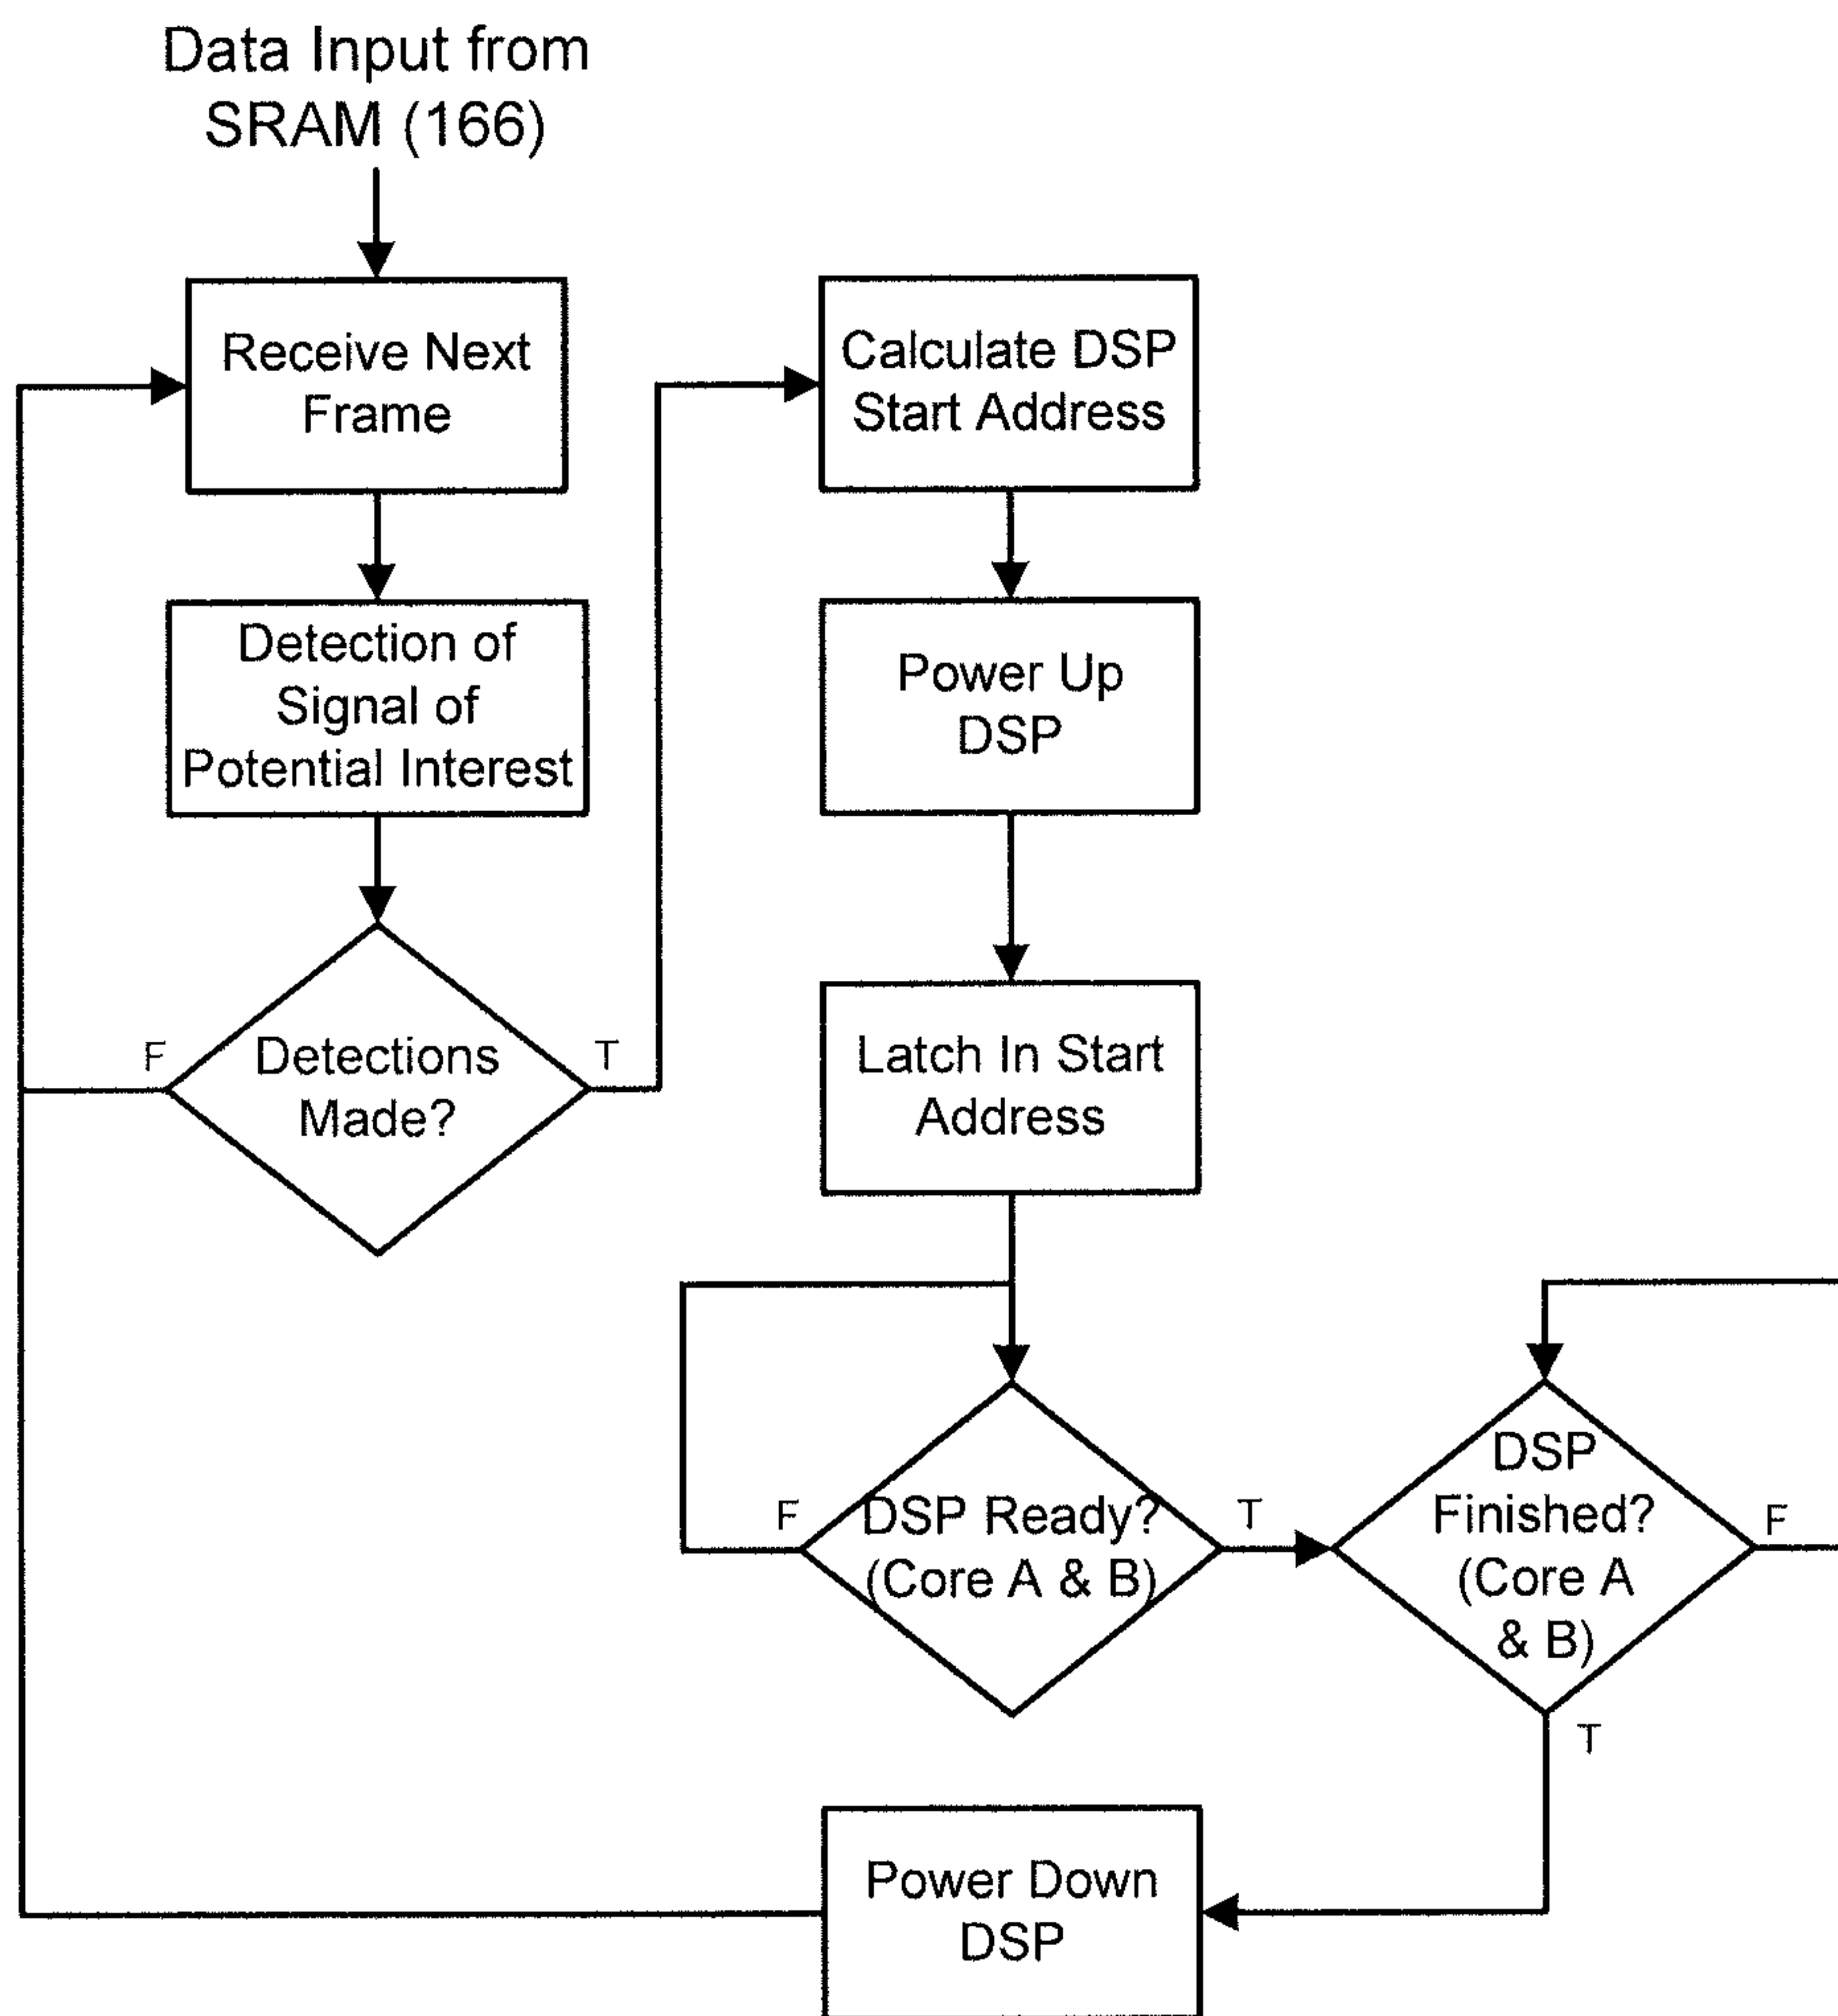 Data Input from
SRAM (166)
Receive Next
Frame
Detection of
Signal of
Potential Interest
F
Detections
Made?
T
Calculate DSP
Start Address
Power Up
DSP
Latch In Start
Address
F
DSP Ready?
(Core A & B)
T
DSP
Finished?
(Core A
& B)
F
T
Power Down
DSP